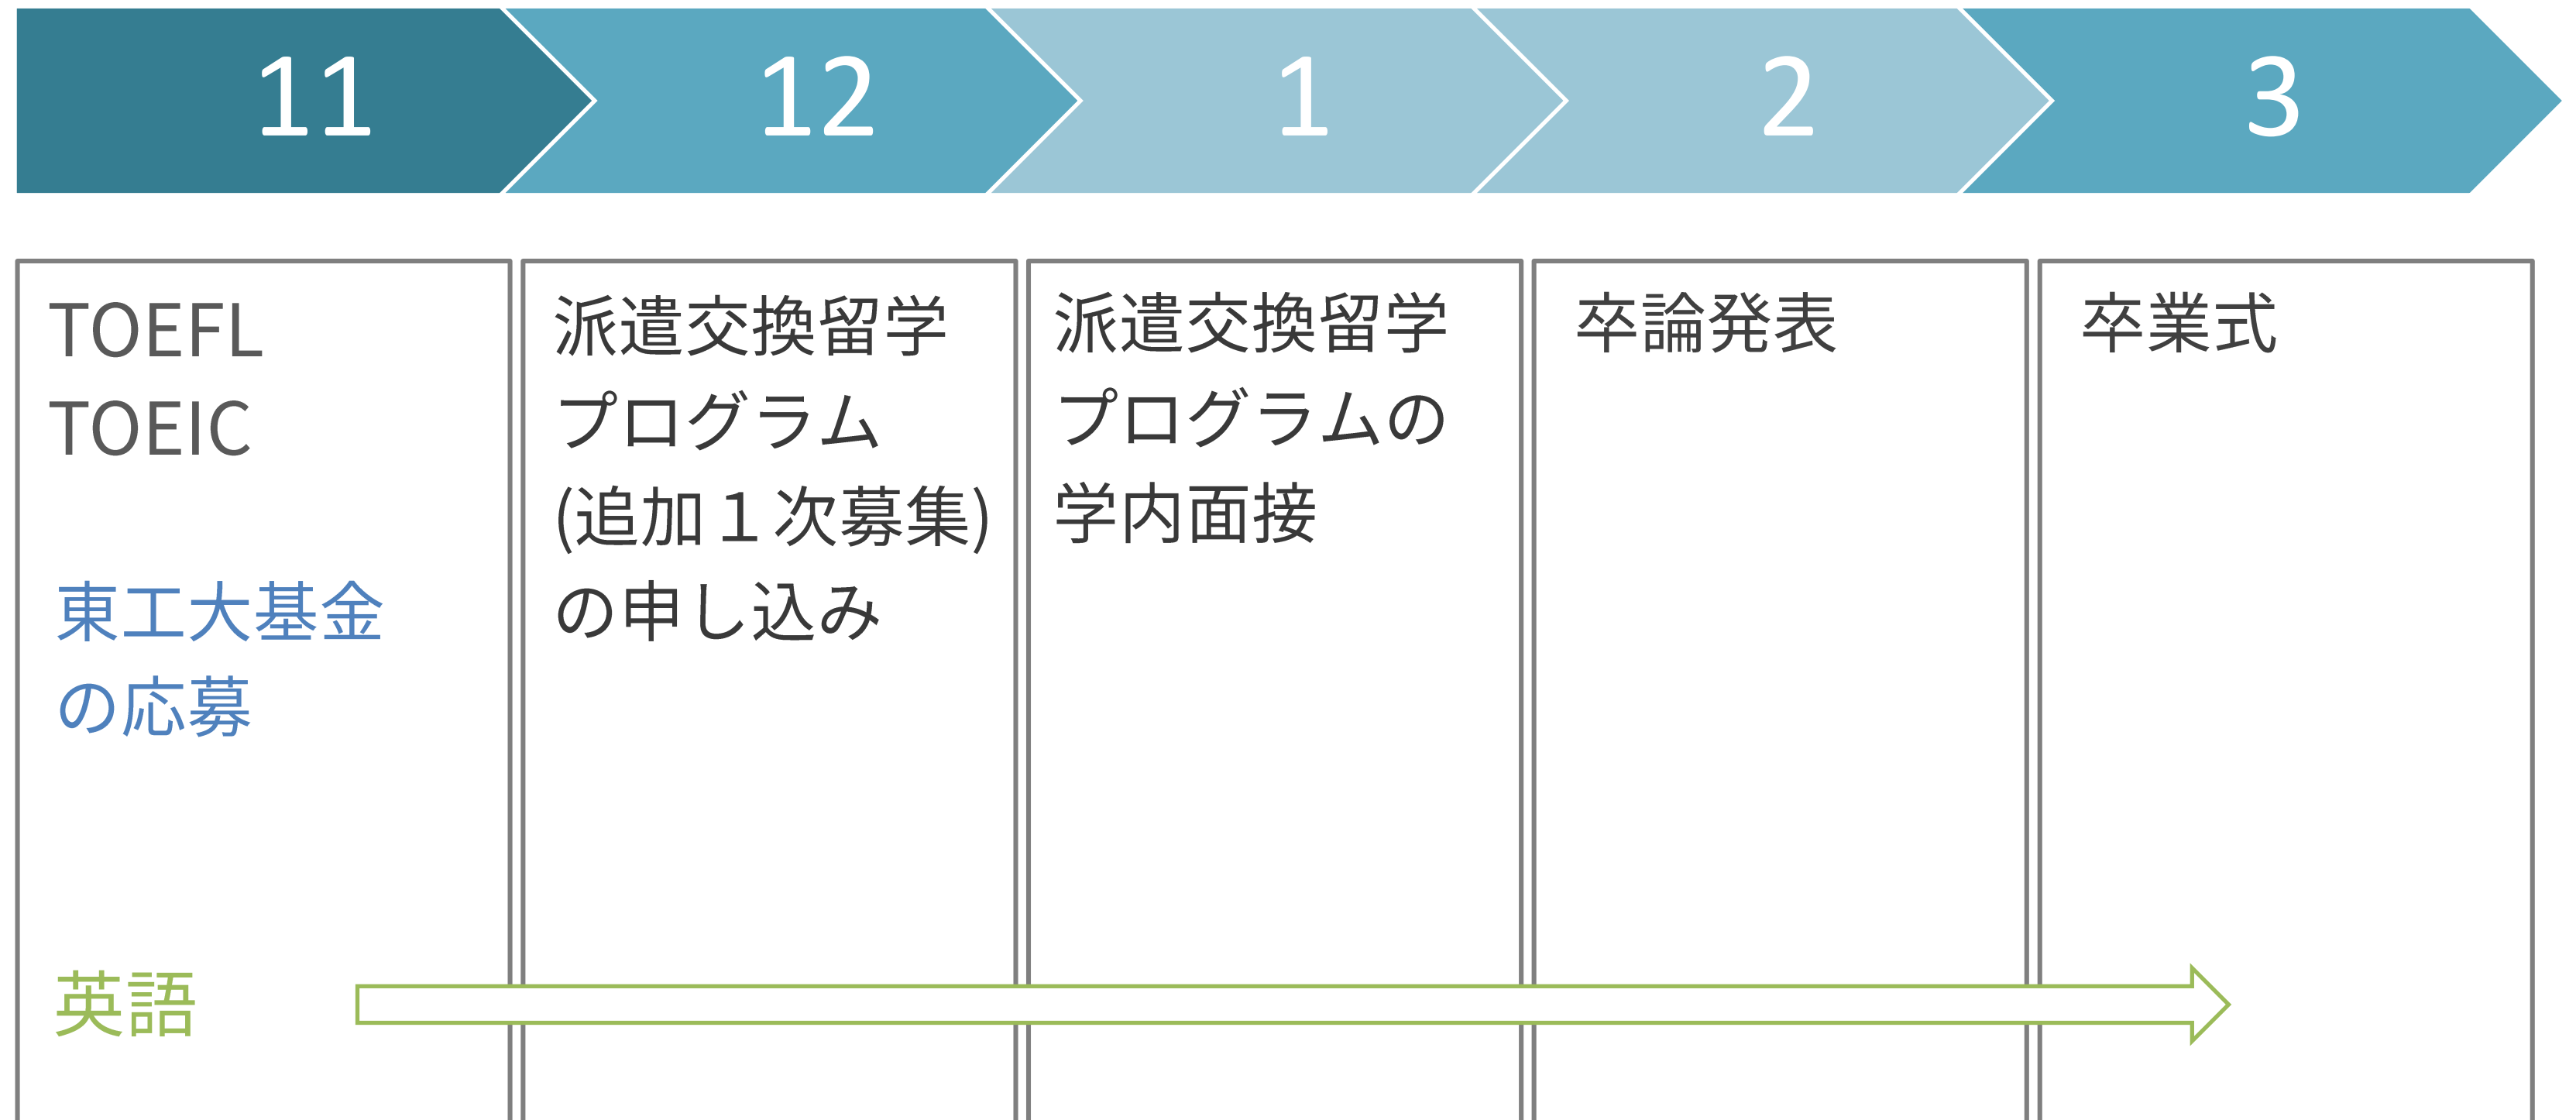 11
12
1
2
3
TOEFL
TOEIC
東工大基金
の応募
英語
派遣交換留学
プログラム
(追加１次募集)
の申し込み
派遣交換留学
プログラムの
学内面接
卒論発表
卒業式